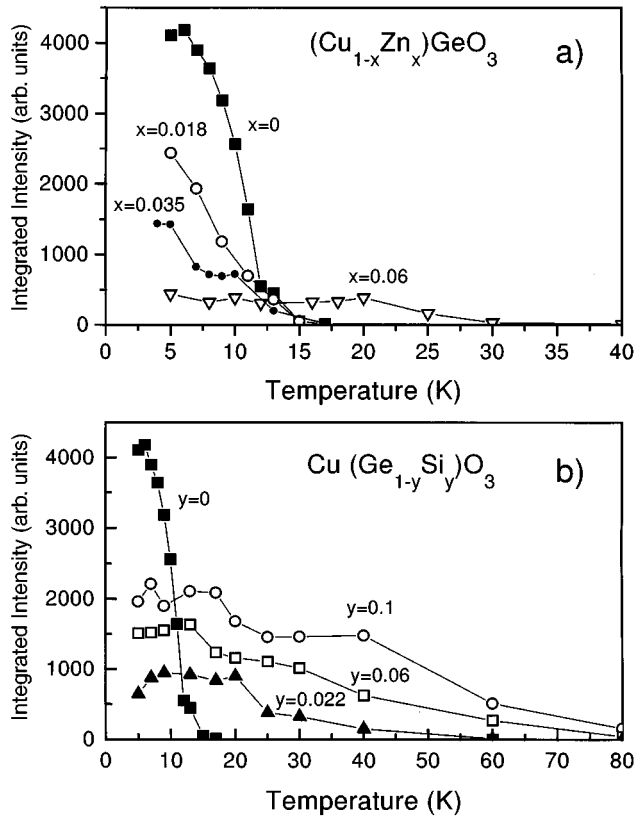 (Cu1-xZnx)GeO3 a)
Integrated Intensity (arb. units)
4000
3000
2000
1000
0
x=0
x=0.018
x=0.035
x=0.06
5 10 15 20 25 30 35 40
Temperature (K)
Cu (Ge1-ySiy)O3 b)
Integrated Intensity (arb. units)
4000
3000
2000
1000
0
y=0
y=0.1
y=0.06
y=0.022
0 10 20 30 40 50 60 70 80
Temperature (K)